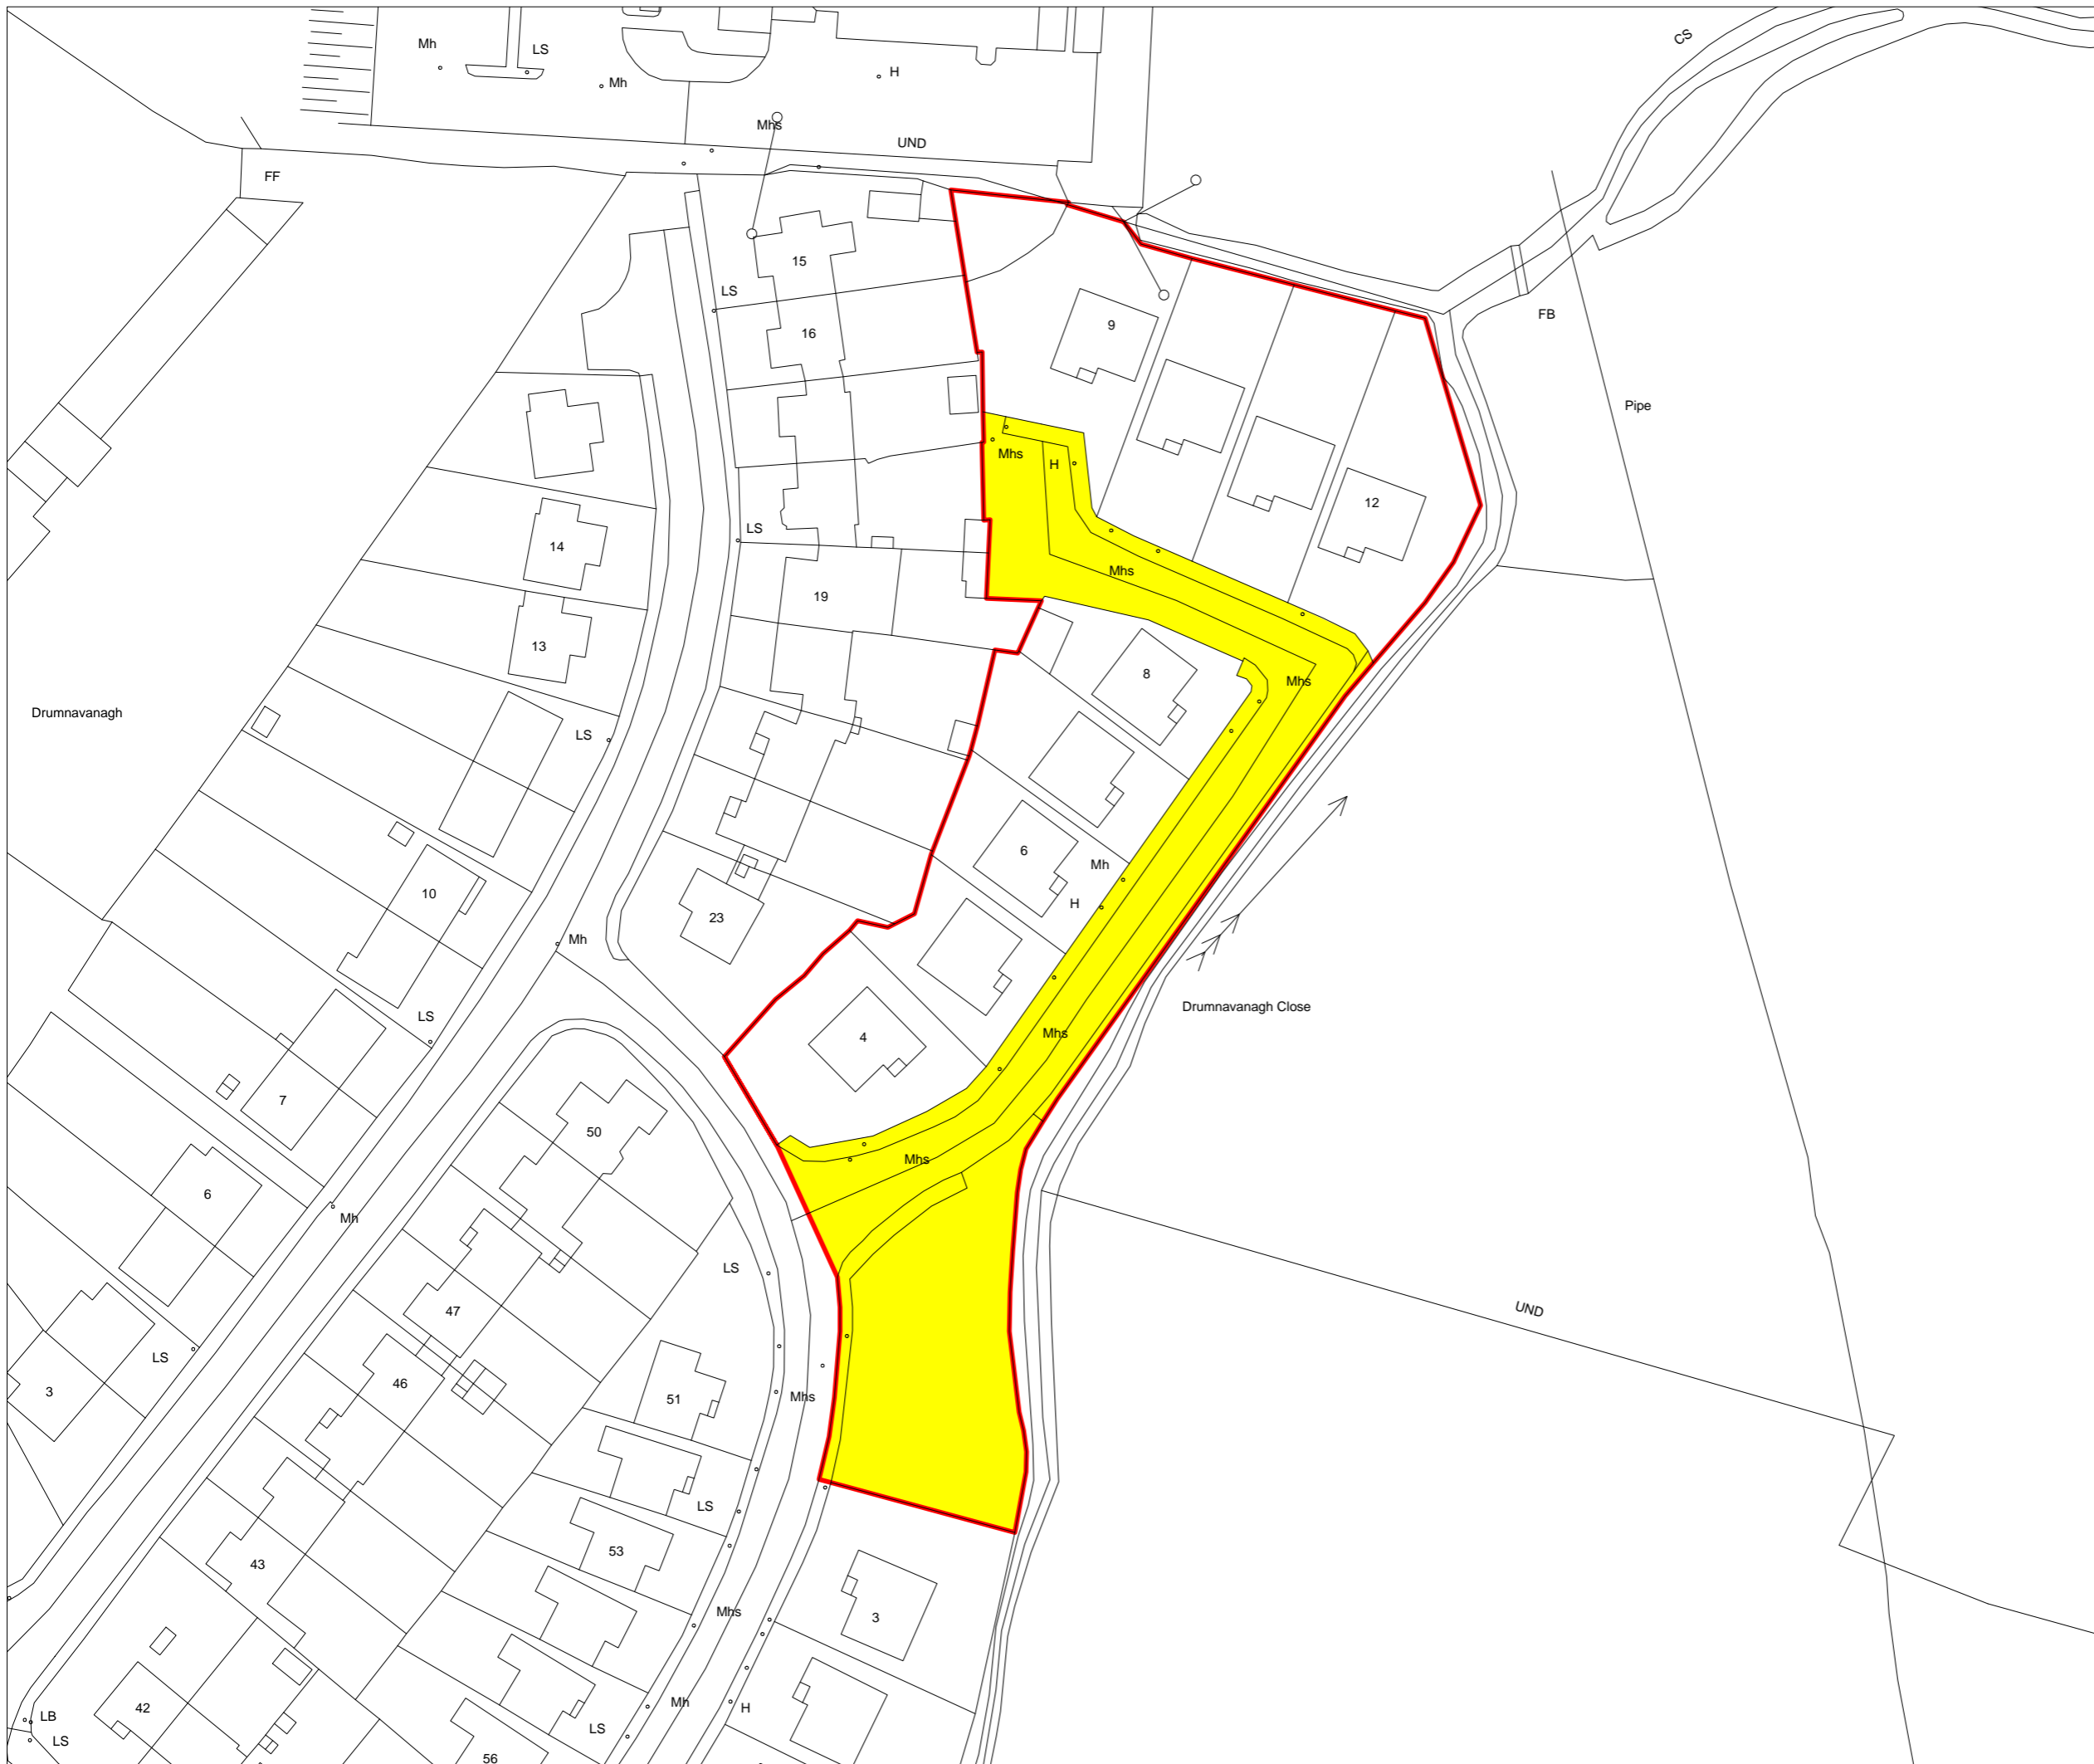 CS
Mh
LS
H
Mh
Mhs
UND
FF
15
LS
9
FB
16
Pipe
Mhs
H
12
LS
14
Mhs
19
13
8
Mhs
Drumnavanagh
LS
6
Mh
10
H
23
Mh
Drumnavanagh Close
LS
Mhs
4
7
50
Mhs
6
Mh
LS
UND
47
LS
46
3
Mhs
51
LS
53
43
Mhs
3
Mh
H
42
LB
LS
LS
56